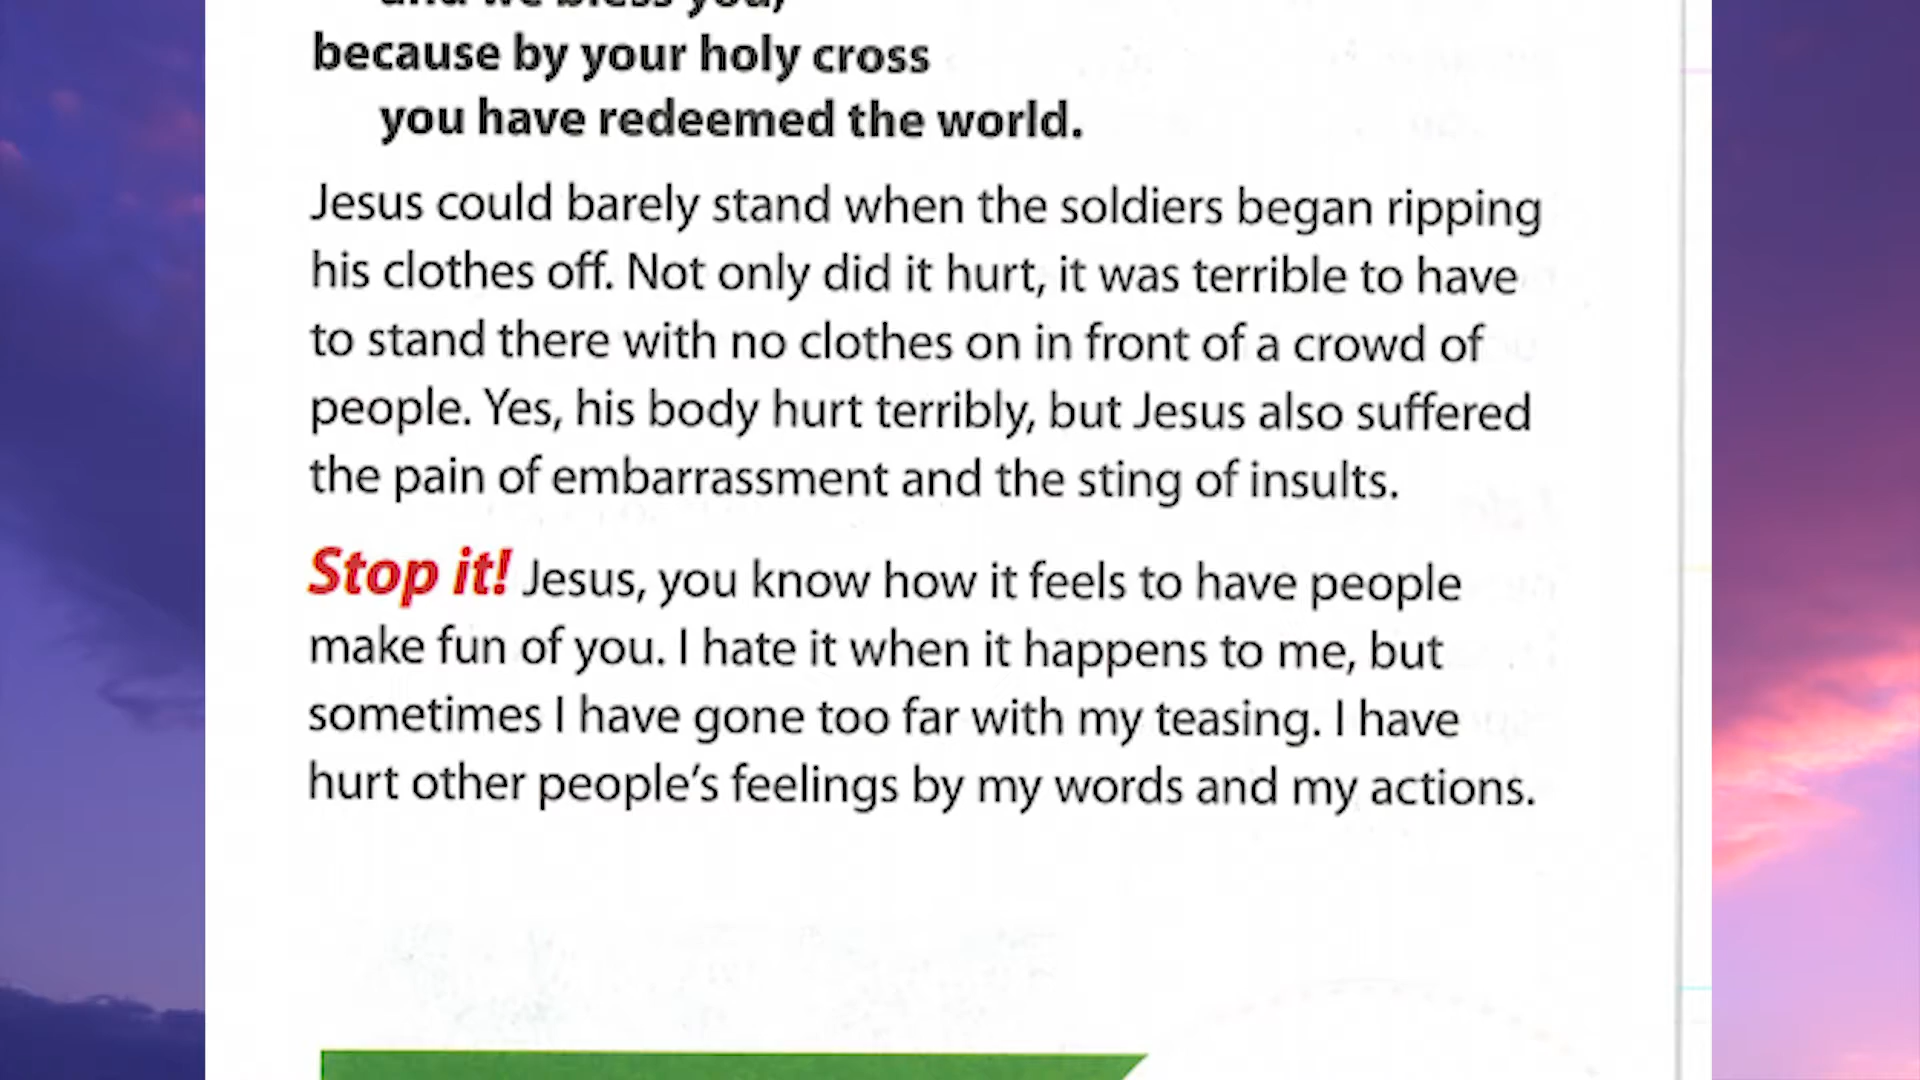 and we bless you,
because by your holy cross
you have redeemed the world.
Jesus could barely stand when the soldiers began ripping
his clothes off. Not only did it hurt, it was terrible to have
to stand there with no clothes on in front of a crowd of
people. Yes, his body hurt terribly, but Jesus also suffered
the pain of embarrassment and the sting of insults.
Stop it! Jesus, you know how it feels to have people
make fun of you. I hate it when it happens to me, but
sometimes I have gone too far with my teasing. I have
hurt other people’s feelings by my words and my actions.